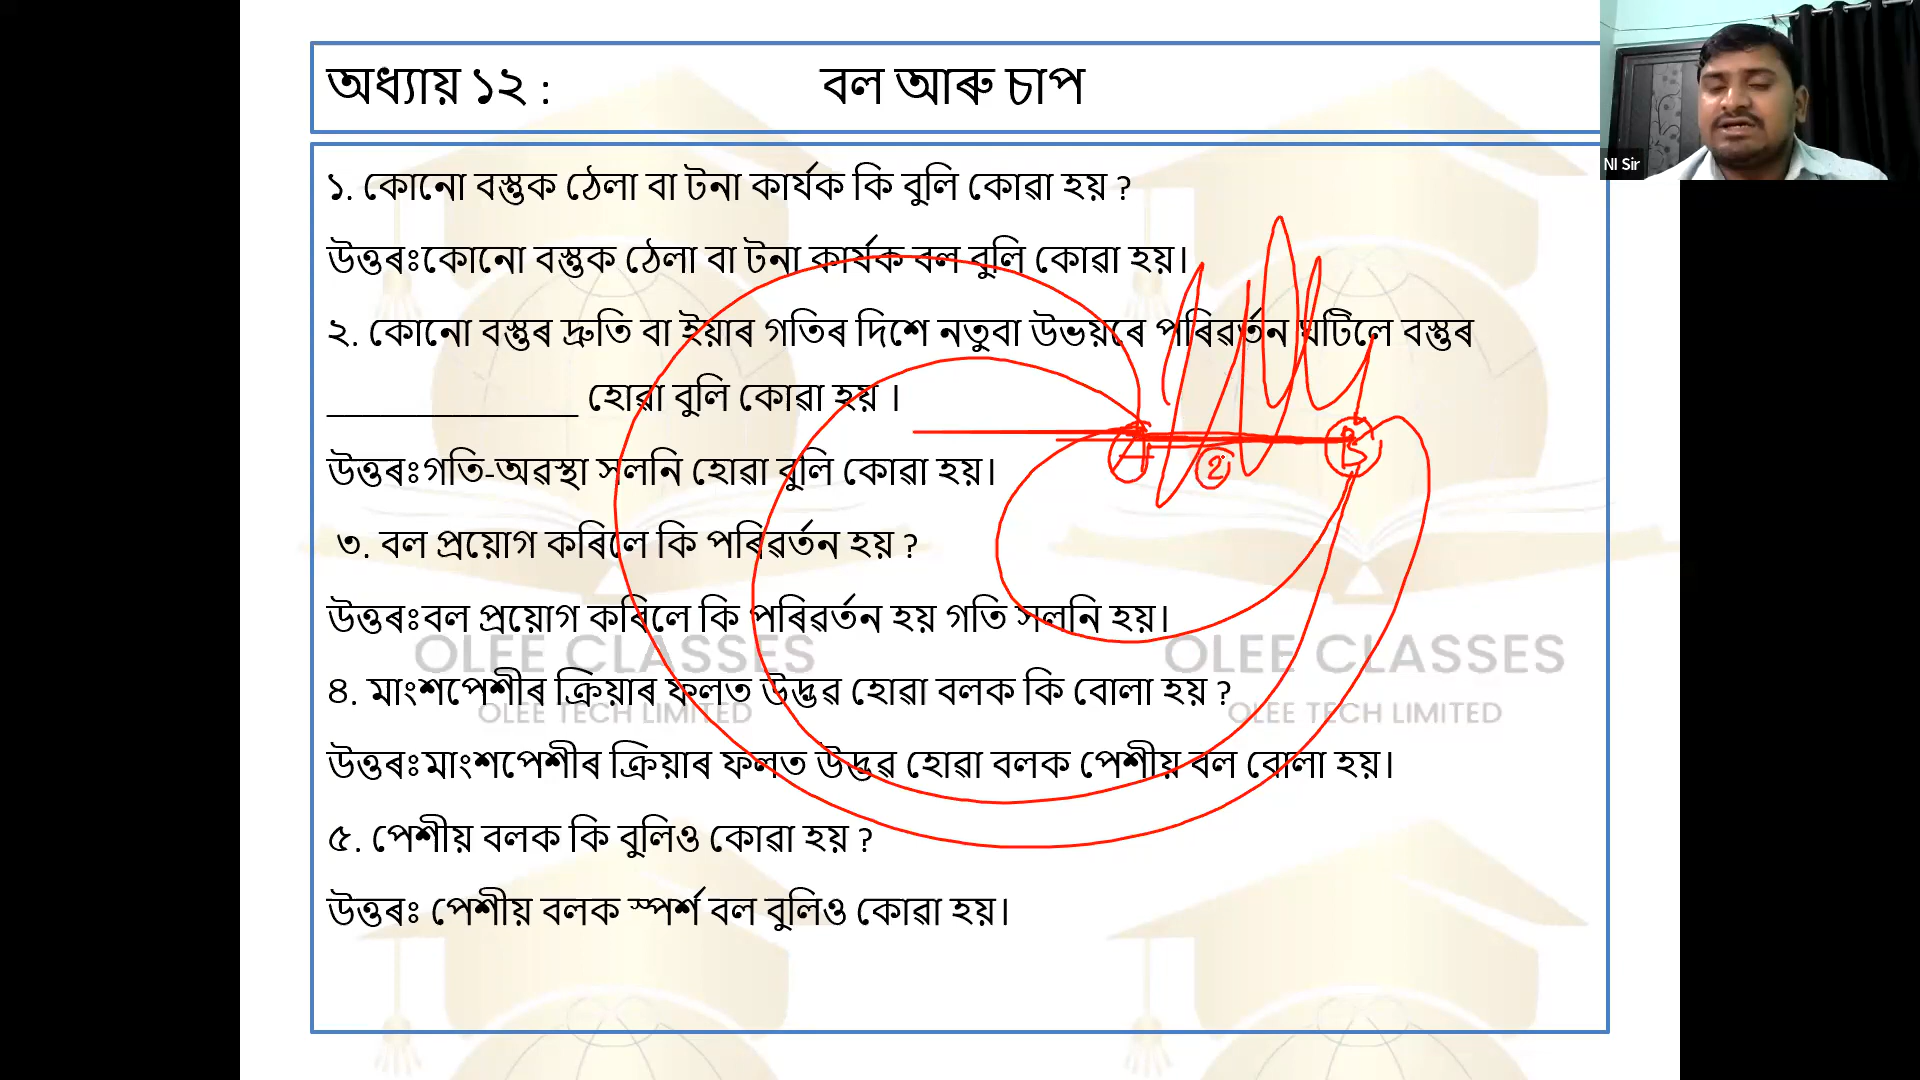 অধ্যায় ১২ : বল আৰু চাপ
NI Sir
১. কোনো বস্তুক ঠেলা বা টনা কাৰ্যক কি বুলি কোৱা হয় ?
উত্তৰঃকোনো বস্তুক ঠেলা বা টনা কাৰ্যক বল বুলি কোৱা হয়।
২. কোনো বস্তুৰ দ্ৰুতি বা ইয়াৰ গতিৰ দিশে নতুবা উভয়ৰে পৰিৱৰ্তন ঘটিলে বস্তুৰ
______________ হোৱা বুলি কোৱা হয় ।
A 2 B
উত্তৰঃগতি-অৱস্থা সলনি হোৱা বুলি কোৱা হয়।
৩. বল প্ৰয়োগ কৰিলে কি পৰিৱৰ্তন হয় ?
উত্তৰঃবল প্ৰয়োগ কৰিলে কি পৰিৱৰ্তন হয় গতি সলনি হয়।
OLEE CLASSES OLEE CLASSES
৪. মাংশপেশীৰ ক্ৰিয়াৰ ফলত উদ্ভৱ হোৱা বলক কি বোলা হয় ?
OLEE TECH LIMITED OLEE TECH LIMITED
উত্তৰঃমাংশপেশীৰ ক্ৰিয়াৰ ফলত উদ্ভৱ হোৱা বলক পেশীয় বল বোলা হয়।
৫. পেশীয় বলক কি বুলিও কোৱা হয় ?
উত্তৰঃ পেশীয় বলক স্পৰ্শ বল বুলিও কোৱা হয়।